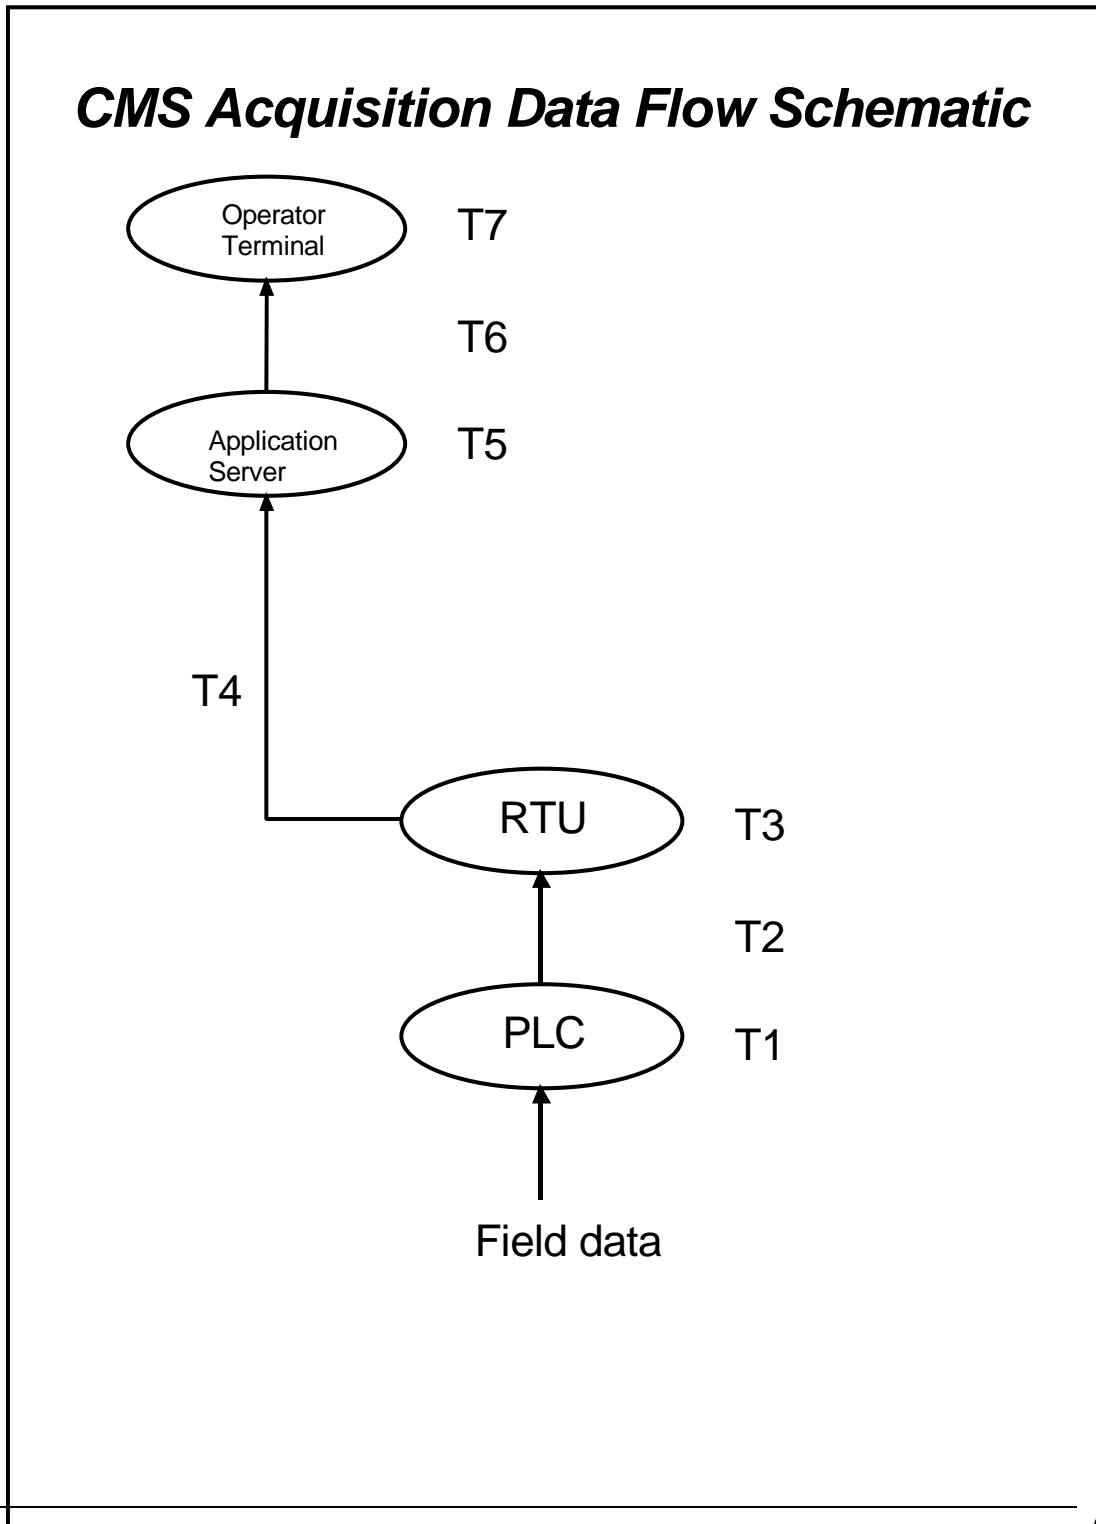 CMS Acquisition Data Flow Schematic
Operator
Terminal
T7
T6
Application
Server
T5
T4
RTU
T3
T2
PLC
T1
Field data